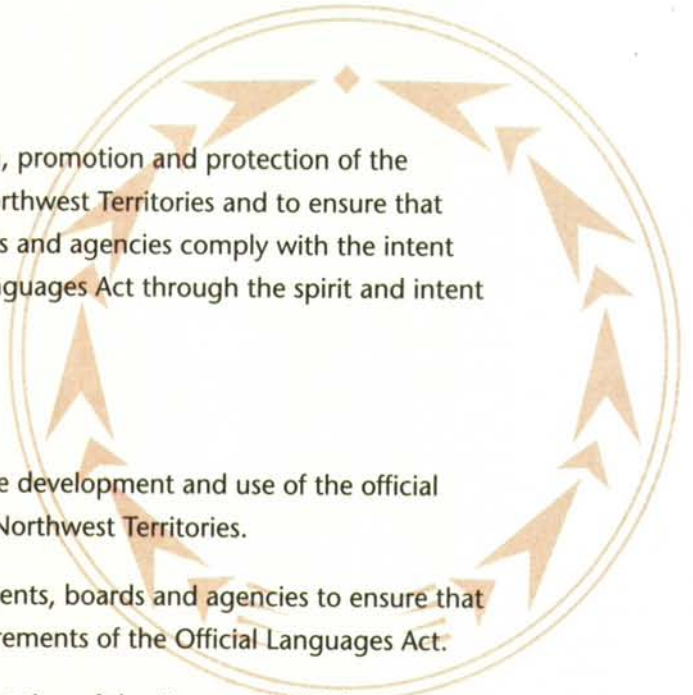 , promotion and protection of the
rthwest Territories and to ensure that
s and agencies comply with the intent
guages Act through the spirit and intent
e development and use of the official
Northwest Territories.
ents, boards and agencies to ensure that
rements of the Official Languages Act.